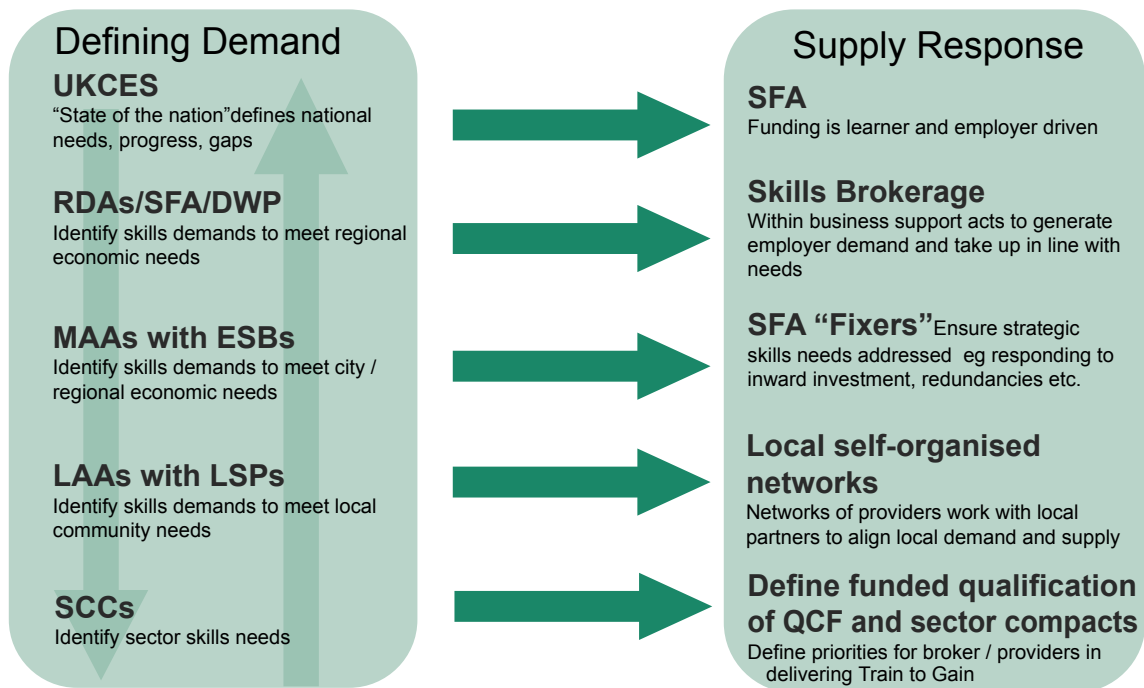 Defining Demand
UKCES
“State of the nation”defines national
needs, progress, gaps
RDAs/SFA/DWP
Identify skills demands to meet regional
economic needs
MAAs with ESBs
Identify skills demands to meet city /
regional economic needs
LAAs with LSPs
Identify skills demands to meet local
community needs
SCCs
Identify sector skills needs
Supply Response
SFA
Funding is learner and employer driven
Skills Brokerage
Within business support acts to generate
employer demand and take up in line with
needs
SFA “Fixers”Ensure strategic
skills needs addressed eg responding to
inward investment, redundancies etc.
Local self-organised
networks
Networks of providers work with local
partners to align local demand and supply
Define funded qualification
of QCF and sector compacts
Define priorities for broker / providers in
delivering Train to Gain